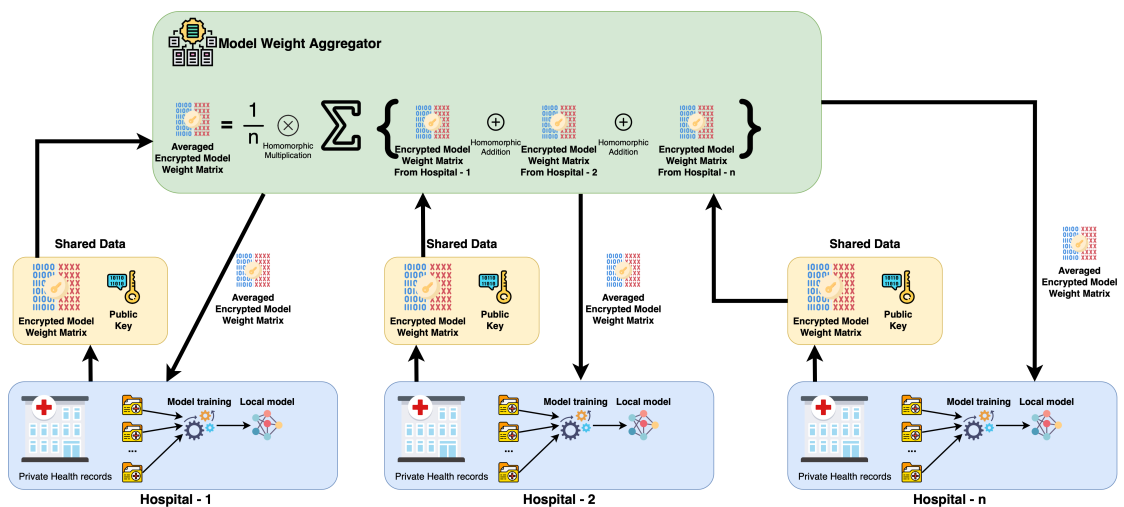 Model Weight Aggregator
Averaged
Encrypted Model
Weight Matrix
=
1
n
Homomorphic
Multiplication
Σ
{
Encrypted Model
Weight Matrix
From Hospital - 1
Homomorphic
Addition
Encrypted Model
Weight Matrix
From Hospital - 2
Homomorphic
Addition
Encrypted Model
Weight Matrix
From Hospital - n
}
Shared Data
Encrypted Model
Weight Matrix
Public
Key
Averaged
Encrypted Model
Weight Matrix
Shared Data
Encrypted Model
Weight Matrix
Public
Key
Averaged
Encrypted Model
Weight Matrix
Shared Data
Encrypted Model
Weight Matrix
Public
Key
Averaged
Encrypted Model
Weight Matrix
Private Health records
...
Model training
Local model
Hospital - 1
Private Health records
...
Model training
Local model
Hospital - 2
Private Health records
...
Model training
Local model
Hospital - n